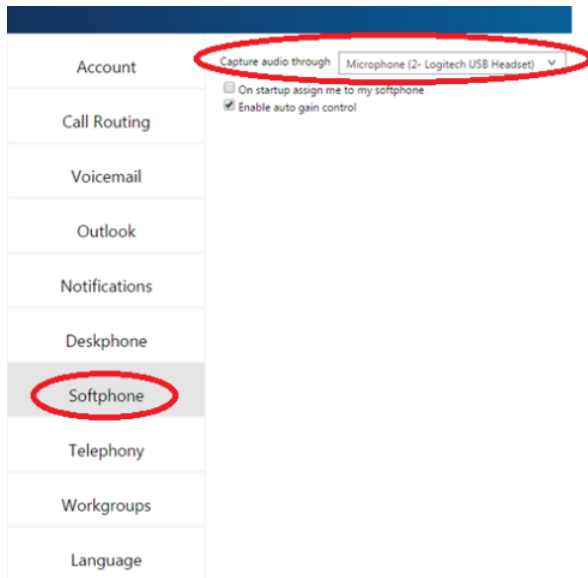 Account
Call Routing
Voicemail
Outlook
Notifications
Deskphone
Softphone
Telephony
Workgroups
Language
Capture audio through Microphone (2- Logitech USB Headset)
On startup assign me to my softphone
Enable auto gain control